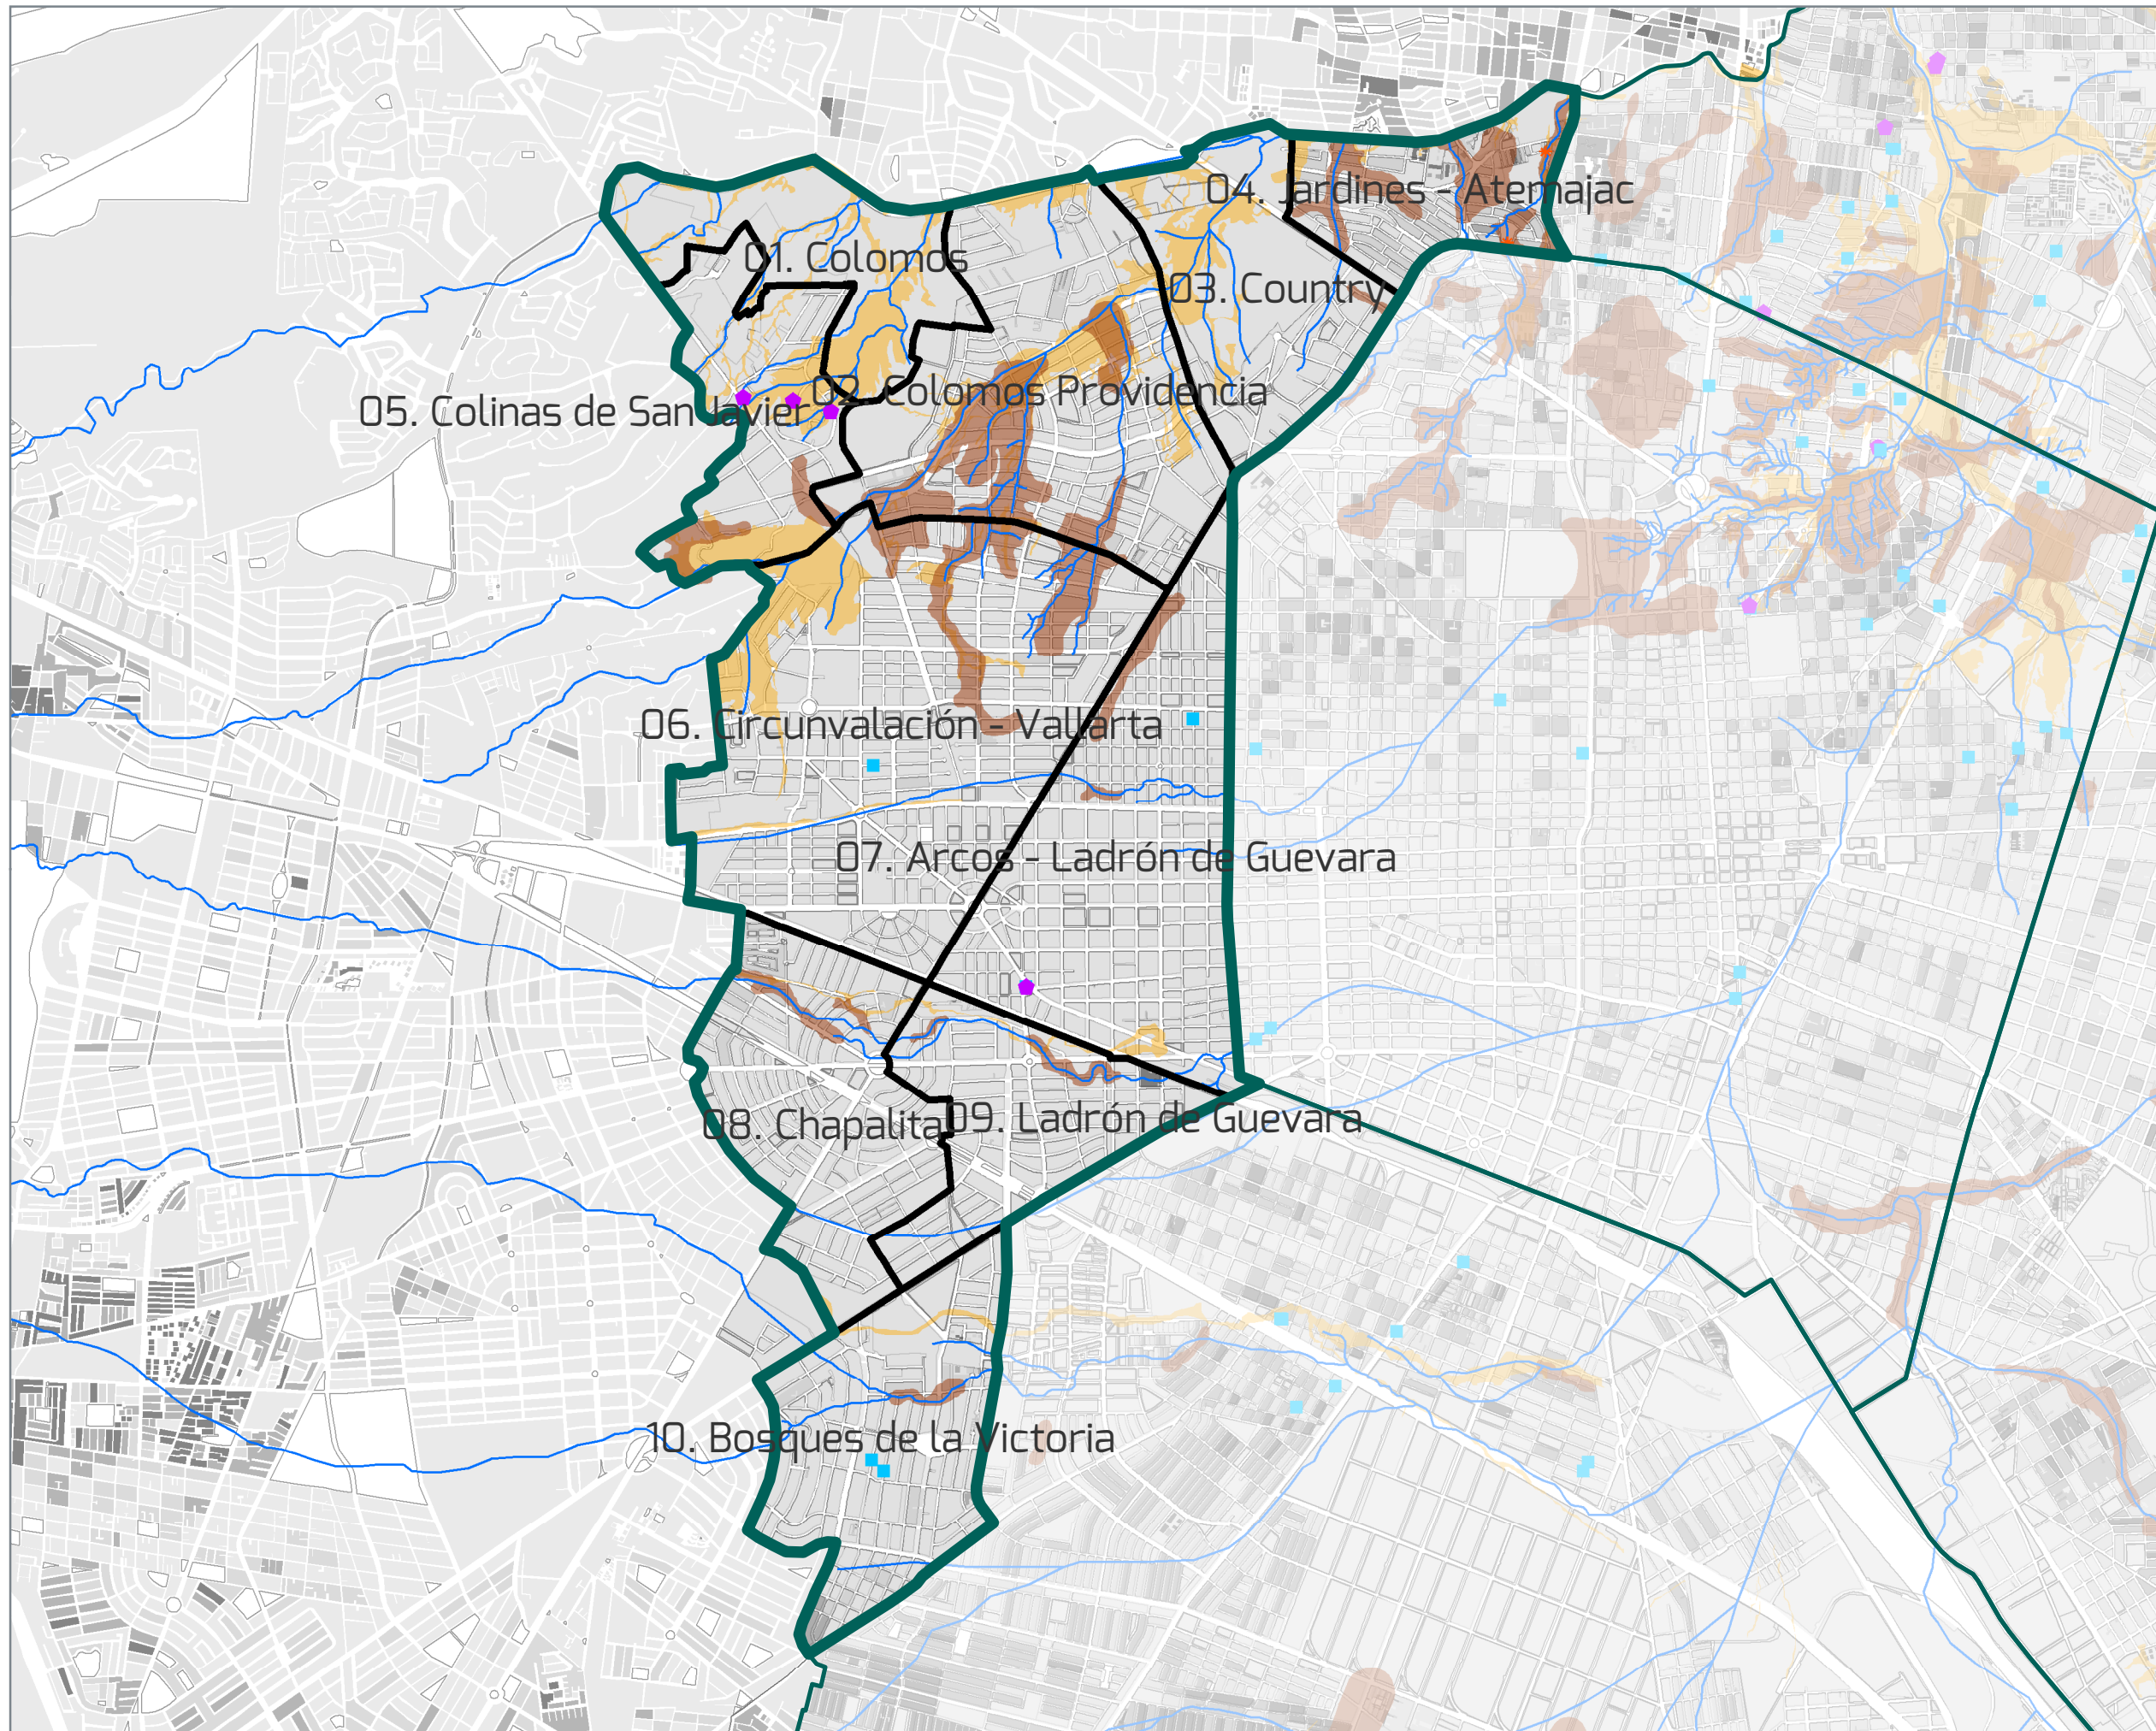 04. Jardines - Atemajac
01. Colomos
03. Country
02. Colomos Providencia
05. Colinas de San Javier
06. Circunvalación - Vallarta
07. Arcos - Ladrón de Guevara
08. Chapalita
09. Ladrón de Guevara
10. Bosques de la Victoria